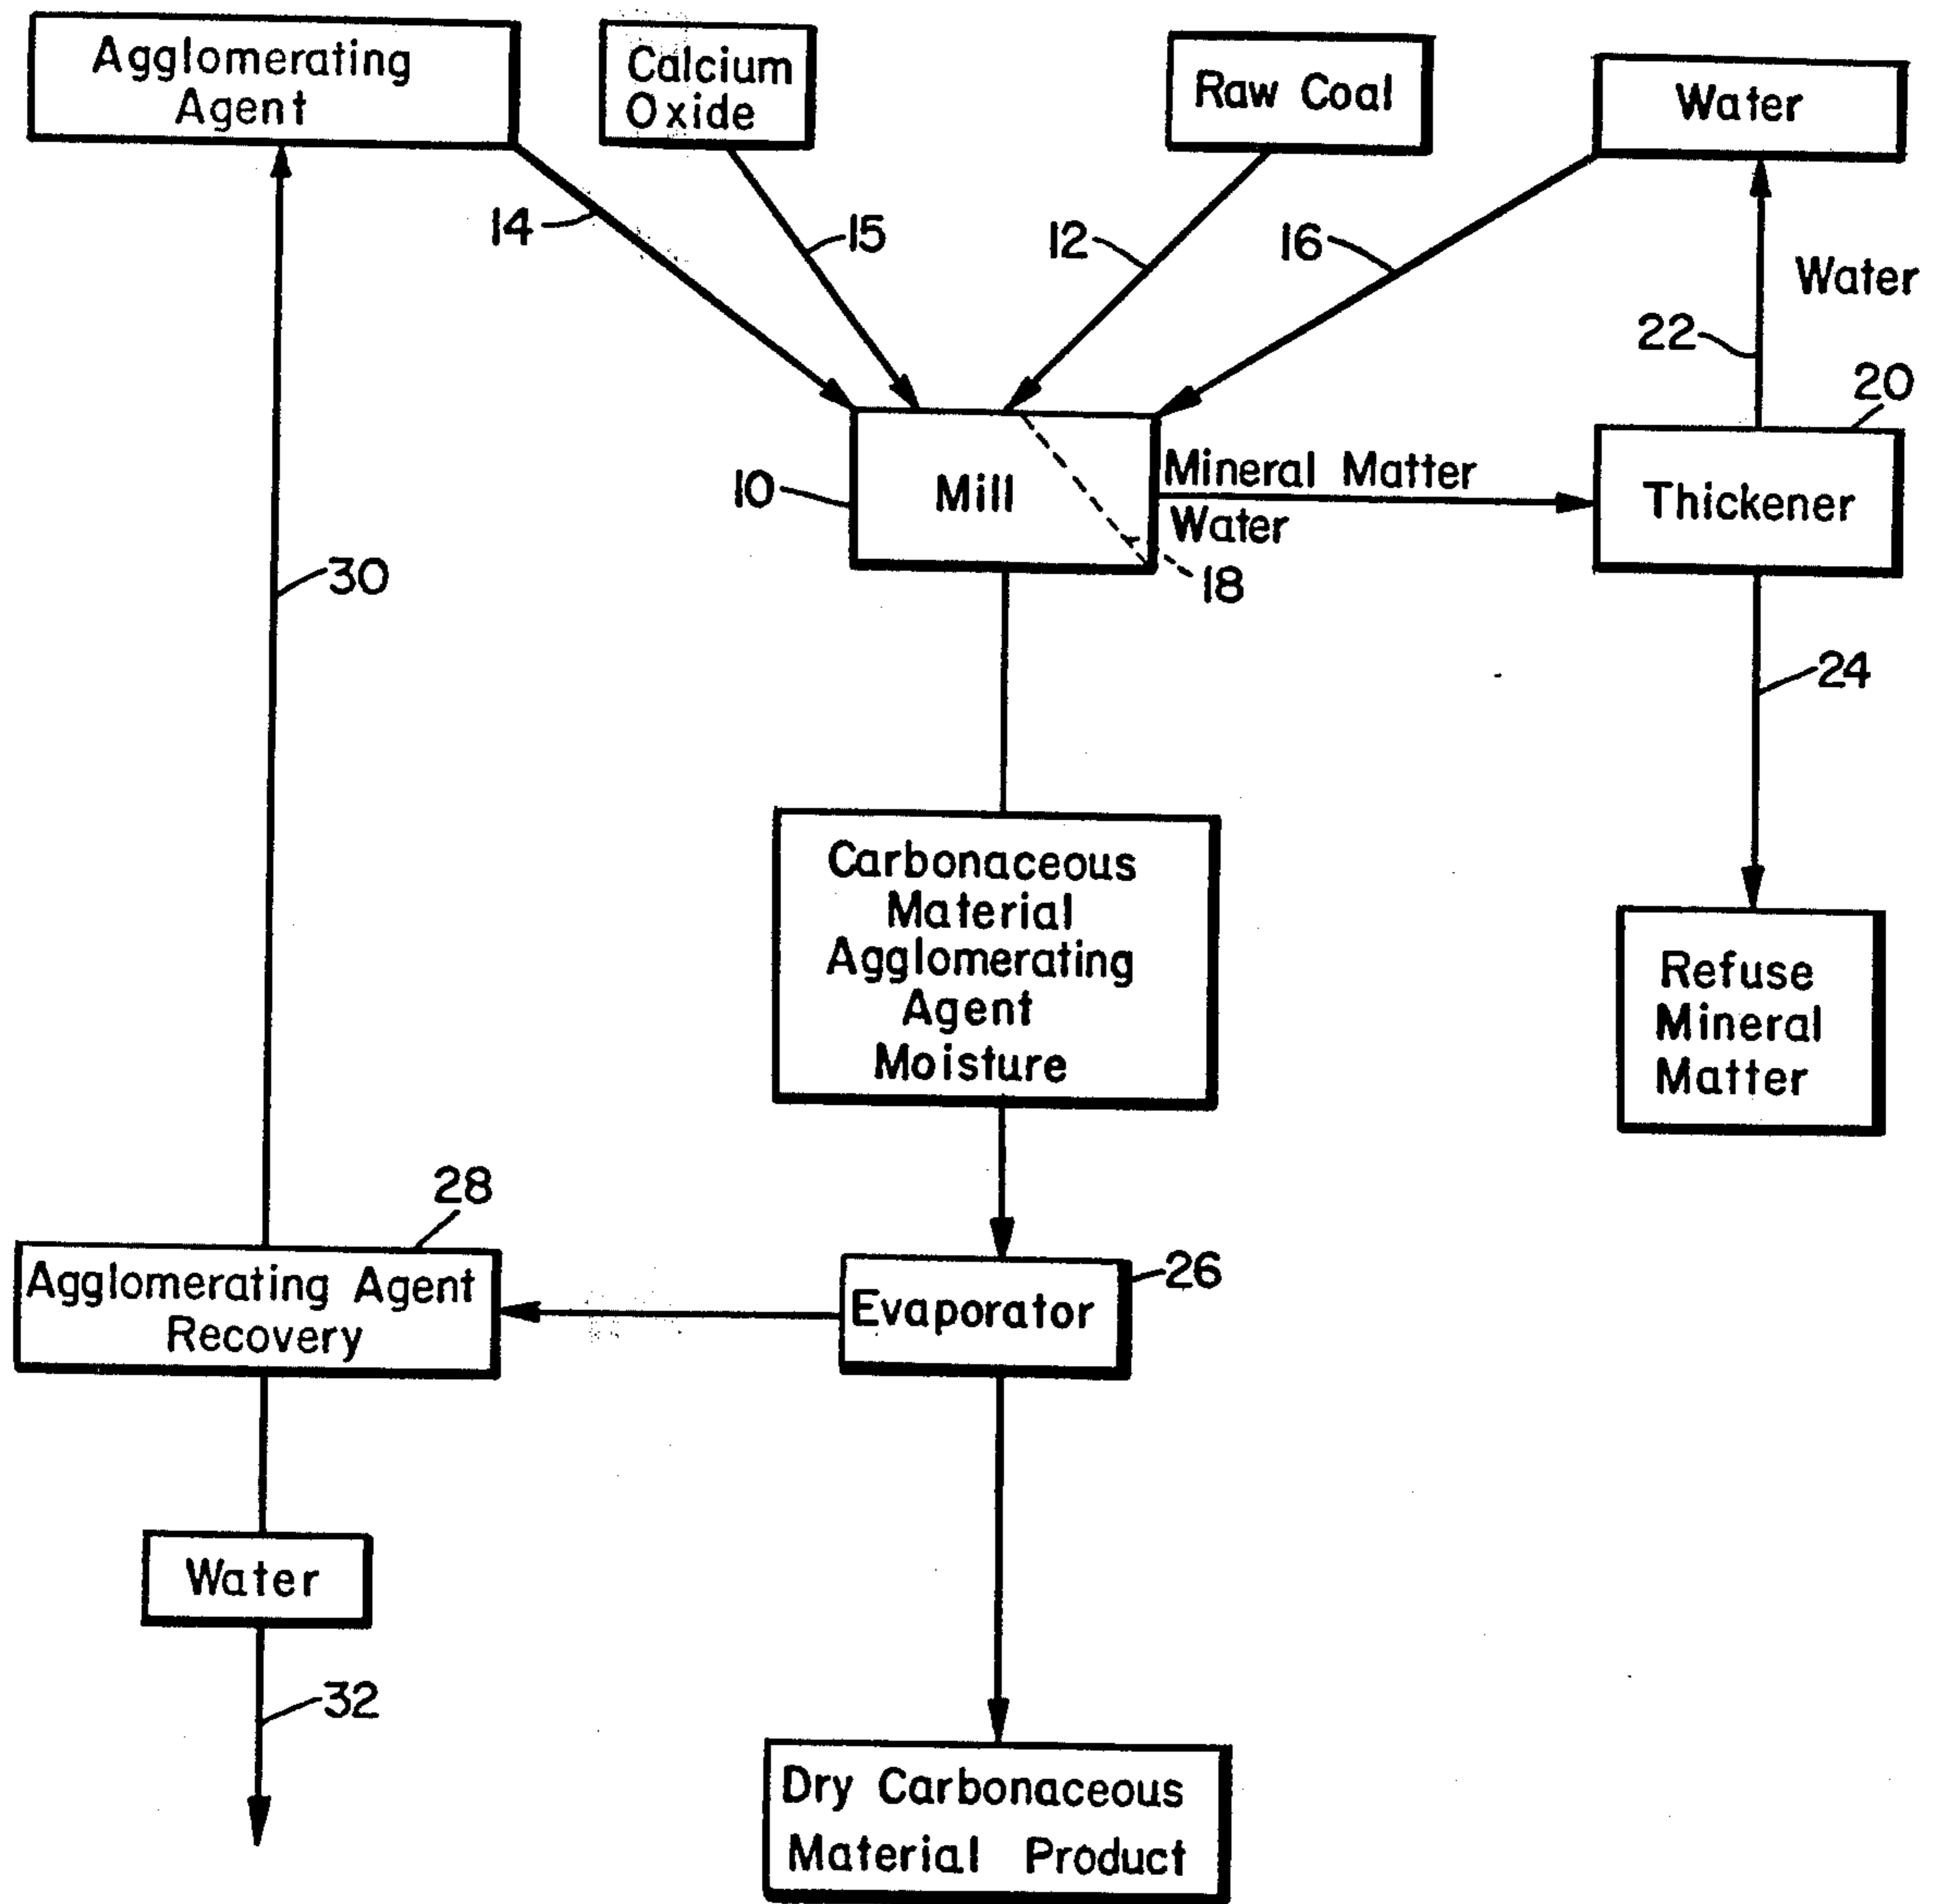 Agglomerating
Agent
Calcium
Oxide
Raw Coal
Water
14
15
12
16
Water
22
20
10
Mill
Mineral Matter
Water
Thickener
18
30
24
Carbonaceous
Material
Agglomerating
Agent
Moisture
Refuse
Mineral
Matter
28
Agglomerating Agent
Recovery
Evaporator
26
Water
32
Dry Carbonaceous
Material Product